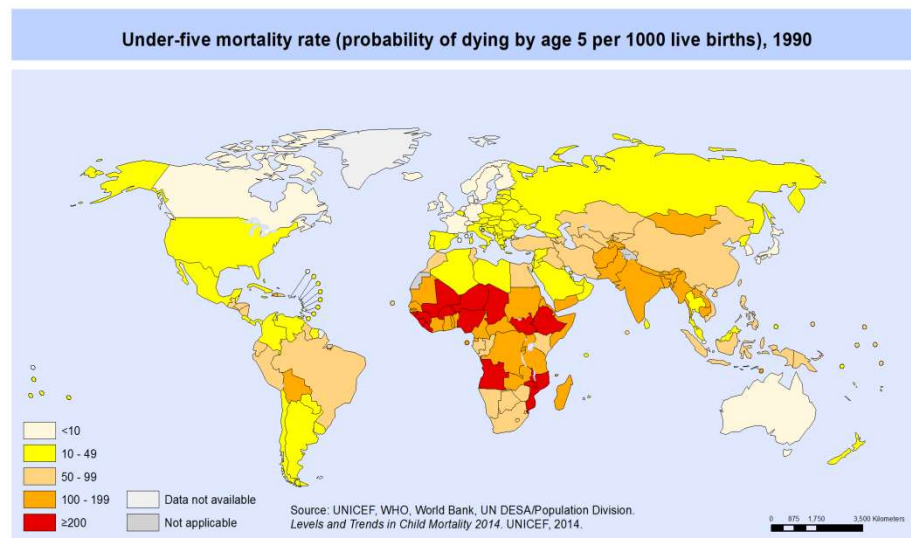 Under-five mortality rate (probability of dying by age 5 per 1000 live births), 1990
<10
10 - 49
50 - 99
100 - 199
≥200
Data not available
Not applicable
Source: UNICEF, WHO, World Bank, UN DESA/Population Division.
Levels and Trends in Child Mortality 2014. UNICEF, 2014.
0 875 1,750 3,500 Kilometers